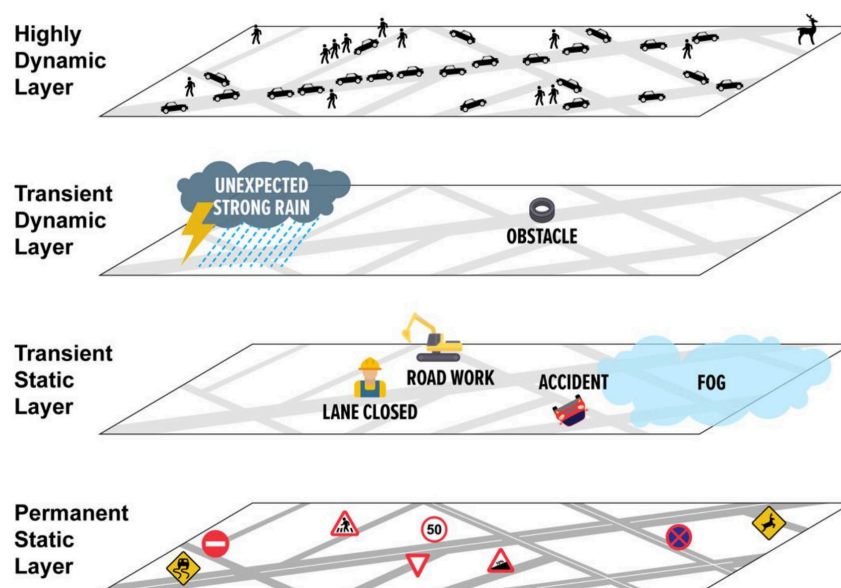 Highly
Dynamic
Layer
Transient
Dynamic
Layer
UNEXPECTED
STRONG RAIN
OBSTACLE
Transient
Static
Layer
ROAD WORK
LANE CLOSED
ACCIDENT
FOG
Permanent
Static
Layer
50